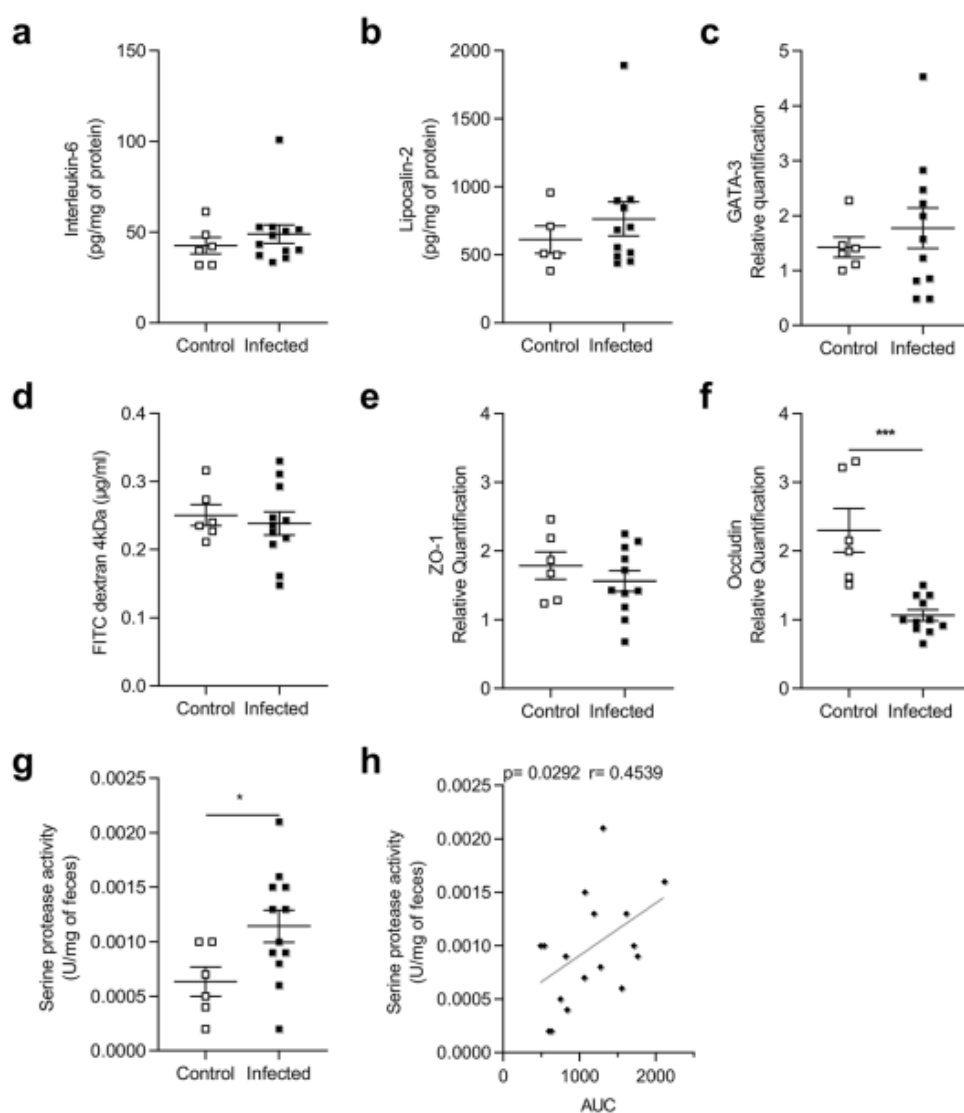 a
150
100
50
0
Interleukin-6
(pg/mg of protein)
Control Infected
b
2000
1500
1000
500
0
Lipocalin-2
(pg/mg of protein)
Control Infected
c
5
4
3
2
1
0
GATA-3
Relative quantification
Control Infected
d
0.4
0.3
0.2
0.1
0.0
FITC dextran 4kDa (µg/ml)
Control Infected
e
4
3
2
1
0
ZO-1
Relative Quantification
Control Infected
f
4
3
2
1
0
Occludin
Relative Quantification
***
Control Infected
g
0.0025
0.0020
0.0015
0.0010
0.0005
0.0000
Serine protease activity
(U/mg of feces)
*
Control Infected
h
p= 0.0292 r= 0.4539
0.0025
0.0020
0.0015
0.0010
0.0005
0.0000
Serine protease activity
(U/mg of feces)
0 1000 2000
AUC